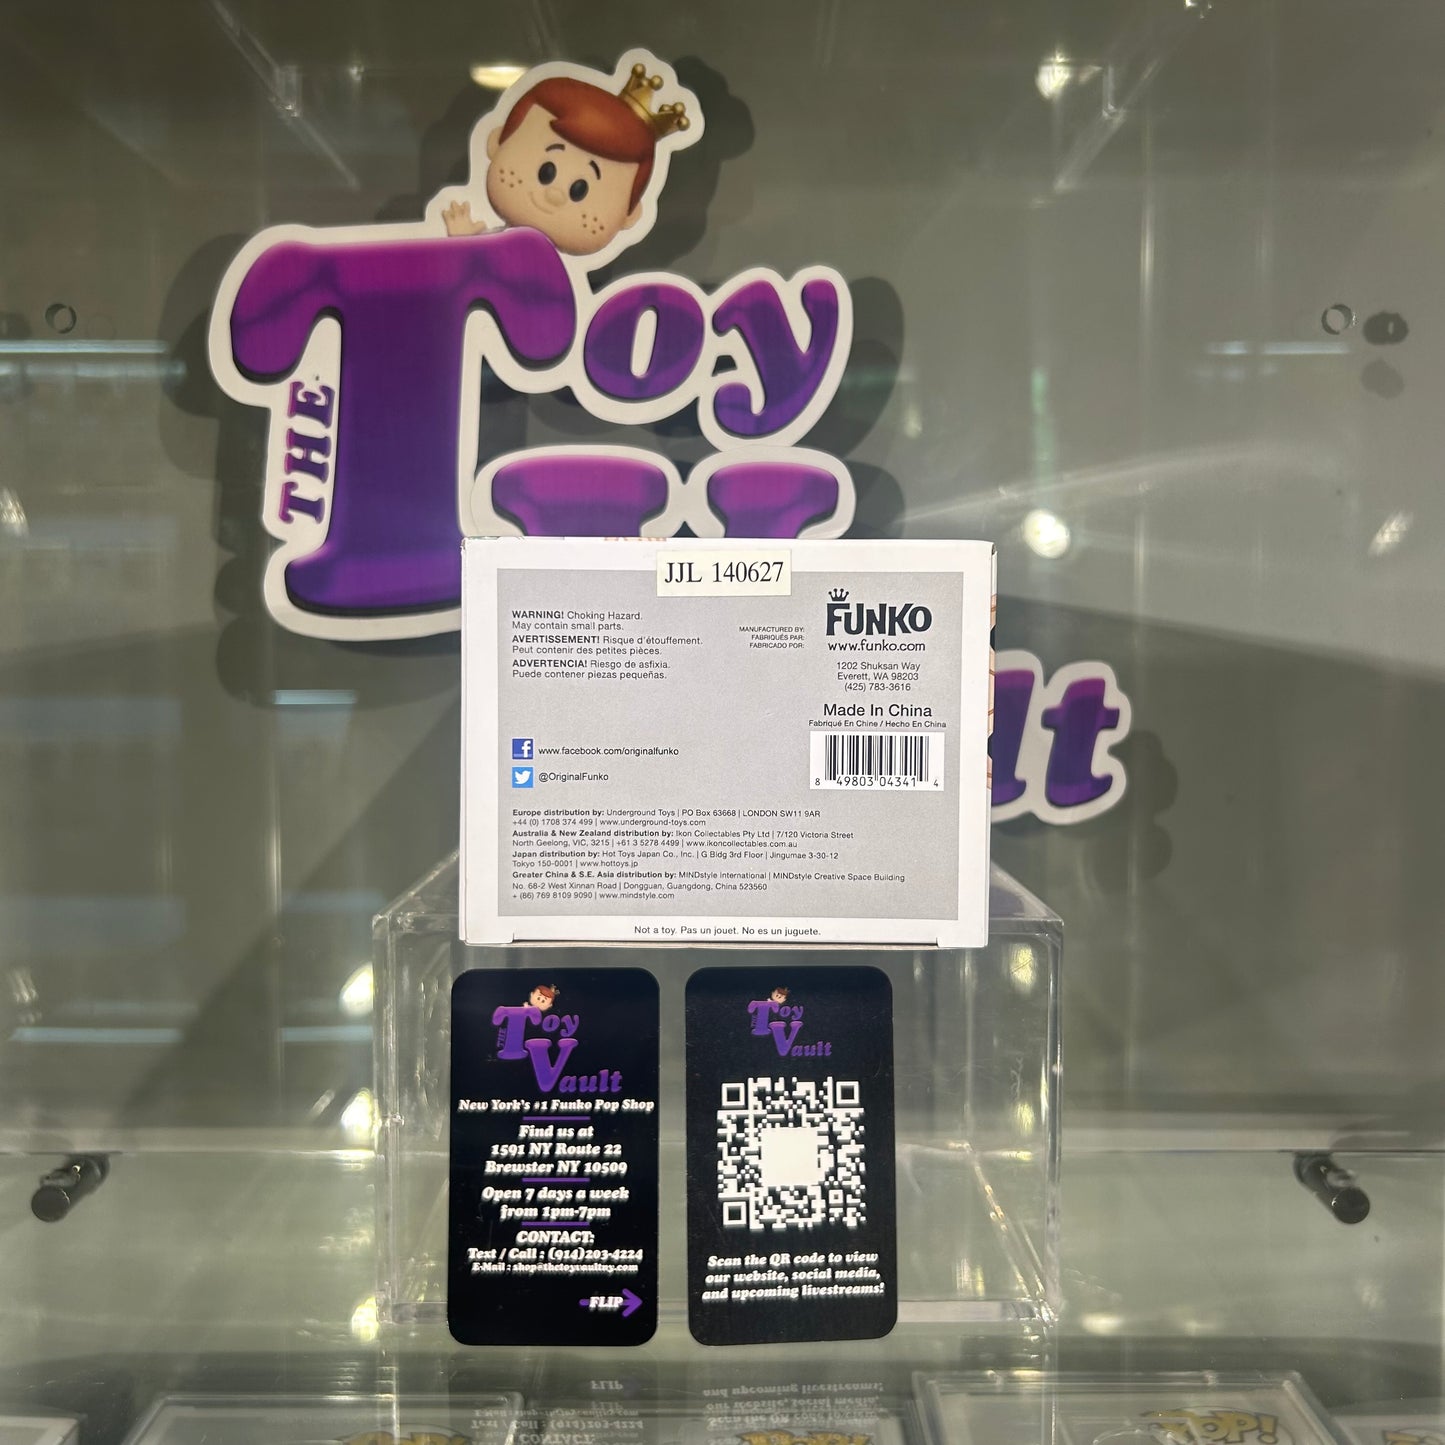 THE Toy
lt
JJL 140627
WARNING! Choking Hazard.
May contain small parts.
AVERTISSEMENT! Risque d'étouffement.
Peut contenir des petites pièces.
ADVERTENCIA! Riesgo de asfixia.
Puede contener piezas pequeñas.
MANUFACTURED BY:
FABRIQUÉS PAR:
FABRICADO POR:
FUNKO
www.funko.com
1202 Shuksan Way
Everett, WA 98203
(425) 783-3616
Made In China
Fabriqué En Chine / Hecho En China
8 49803 04341 4
f www.facebook.com/originalfunko
@OriginalFunko
Europe distribution by: Underground Toys | PO Box 63668 | LONDON SW11 9AR
+44 (0) 1708 374 499 | www.underground-toys.com
Australia & New Zealand distribution by: Ikon Collectables Pty Ltd | 7/120 Victoria Street
North Geelong, VIC, 3215 | +61 3 5278 4499 | www.ikoncollectables.com.au
Japan distribution by: Hot Toys Japan Co., Inc. | G Bldg 3rd Floor | Jingumae 3-30-12
Tokyo 150-0001 | www.hottoys.jp
Greater China & S.E. Asia distribution by: MINDstyle International | MINDstyle Creative Space Building
No. 68-2 West Xinnan Road | Dongguan, Guangdong, China 523560
+ (86) 769 8109 9090 | www.mindstyle.com
Not a toy. Pas un jouet. No es un juguete.
THE Toy
Vault
New York's #1 Funko Pop Shop
Find us at
1591 NY Route 22
Brewster NY 10509
Open 7 days a week
from 1pm-7pm
CONTACT:
Text / Call : (914)203-4224
E-Mail : shop@thetoyvaultny.com
FLIP
THE Toy
Vault
Scan the QR code to view
our website, social media,
and upcoming livestreams!
POP!